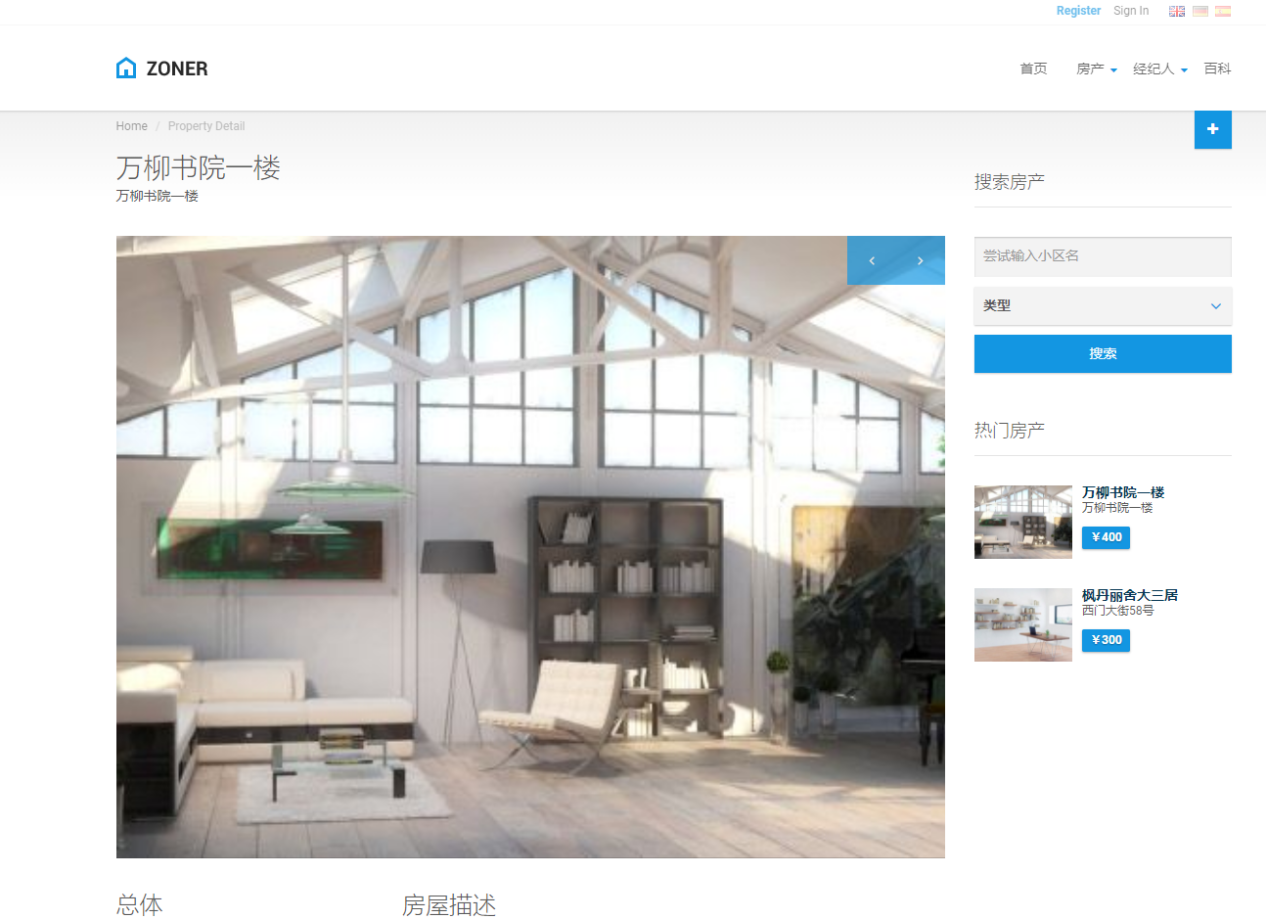 Register Sign In
ZONER
首页 房产 经纪人 百科
Home / Property Detail
万柳书院一楼
万柳书院一楼
搜索房产
尝试输入小区名
类型
搜索
热门房产
万柳书院一楼
万柳书院一楼
￥400
枫丹丽舍大三居
西门大街58号
￥300
总体
房屋描述